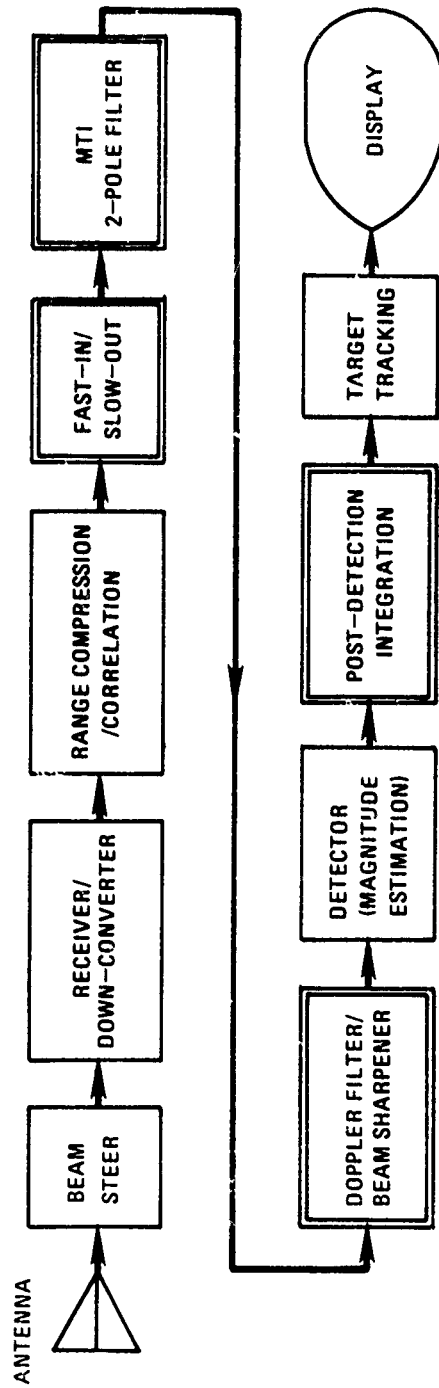 ANTENNA
BEAM
STEER
RECEIVER/
DOWN-CONVERTER
RANGE COMPRESSION
/CORRELATION
FAST-IN/
SLOW-OUT
MTI
2-POLE FILTER
DOPPLER FILTER/
BEAM SHARPENER
DETECTOR
(MAGNITUDE
ESTIMATION)
POST-DETECTION
INTEGRATION
TARGET
TRACKING
DISPLAY